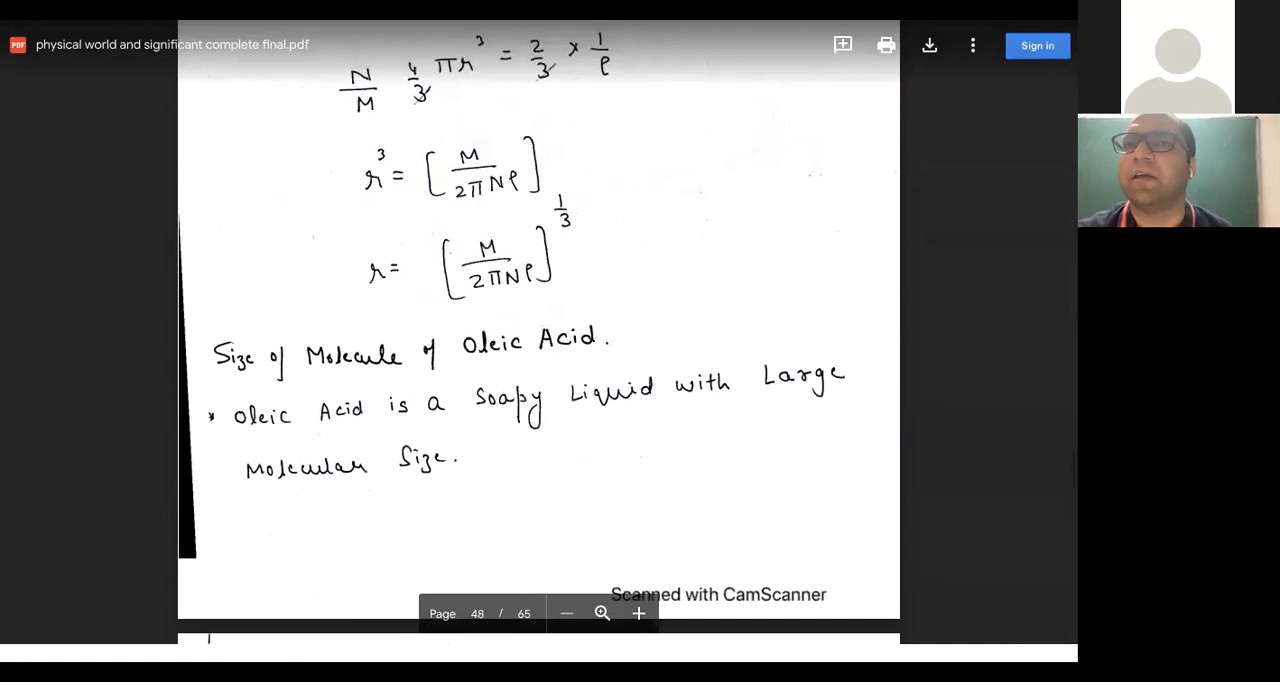 physical world and significant complete final.pdf
Sign in
N/M 4/3 πr³ = 2/3 × 1/ρ
r³ = [M/2πNρ]
r = [M/2πNρ]^1/3
Size of Molecule of Oleic Acid.
* Oleic Acid is a Soapy Liquid with Large
Molecular Size.
Scanned with CamScanner
Page 48 / 65